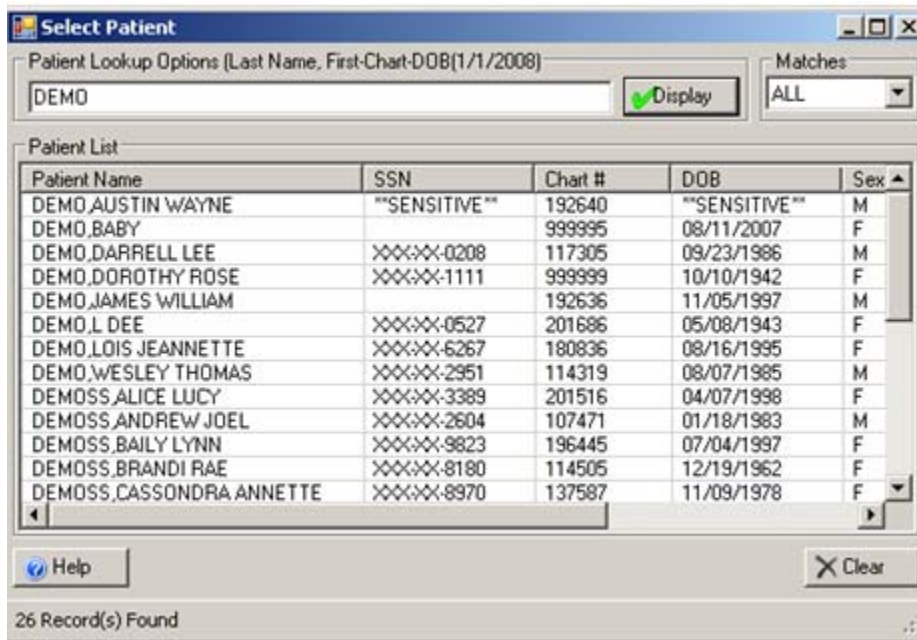 Select Patient
Patient Lookup Options (Last Name, First-Chart-DOB(1/1/2008) Matches
DEMO Display ALL
Patient List
Patient Name SSN Chart # DOB Sex
DEMO,AUSTIN WAYNE **SENSITIVE** 192640 **SENSITIVE** M
DEMO,BABY 999995 08/11/2007 F
DEMO,DARRELL LEE XXX-XX-0208 117305 09/23/1986 M
DEMO,DOROTHY ROSE XXX-XX-1111 999999 10/10/1942 F
DEMO,JAMES WILLIAM 192636 11/05/1997 M
DEMO,L DEE XXX-XX-0527 201686 05/08/1943 F
DEMO,LOIS JEANNETTE XXX-XX-6267 180836 08/16/1995 F
DEMO,WESLEY THOMAS XXX-XX-2951 114319 08/07/1985 M
DEMOSS,ALICE LUCY XXX-XX-3389 201516 04/07/1998 F
DEMOSS,ANDREW JOEL XXX-XX-2604 107471 01/18/1983 M
DEMOSS,BAILY LYNN XXX-XX-9823 196445 07/04/1997 F
DEMOSS,BRANDI RAE XXX-XX-8180 114505 12/19/1962 F
DEMOSS,CASSONDRA ANNETTE XXX-XX-8970 137587 11/09/1978 F
Help Clear
26 Record(s) Found